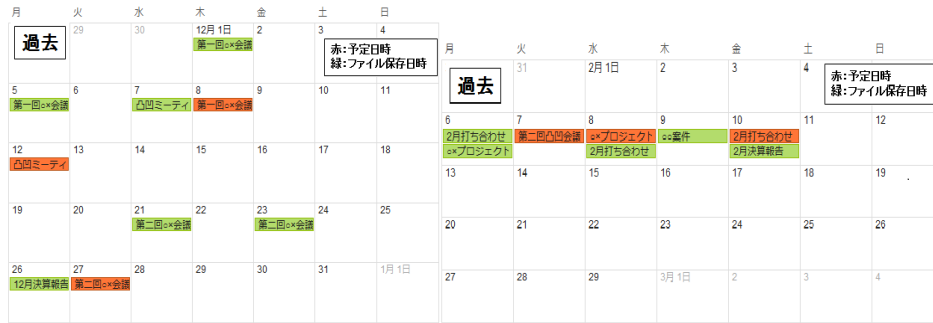 月 火 水 木 金 土 日
過去 29 30 12月 1日 2 3 4
第一回○×会議
赤：予定日時
緑：ファイル保存日時
5 6 7 8 9 10 11
第一回○×会議 凸凹ミーティ 第一回○×会議
12 13 14 15 16 17 18
凸凹ミーティ
19 20 21 22 23 24 25
第二回○×会議 第二回○×会議
26 27 28 29 30 31 1月 1日
12月決算報告 第二回○×会議
月 火 水 木 金 土 日
過去 31 2月 1日 2 3 4
赤：予定日時
緑：ファイル保存日時
6 7 8 9 10 11 12
2月打ち合わせ 第二回凸凹会議 ○×プロジェクト ○○案件 2月打ち合わせ
○×プロジェクト 2月打ち合わせ 2月決算報告
13 14 15 16 17 18 19
20 21 22 23 24 25 26
27 28 29 3月 1日 2 3 4